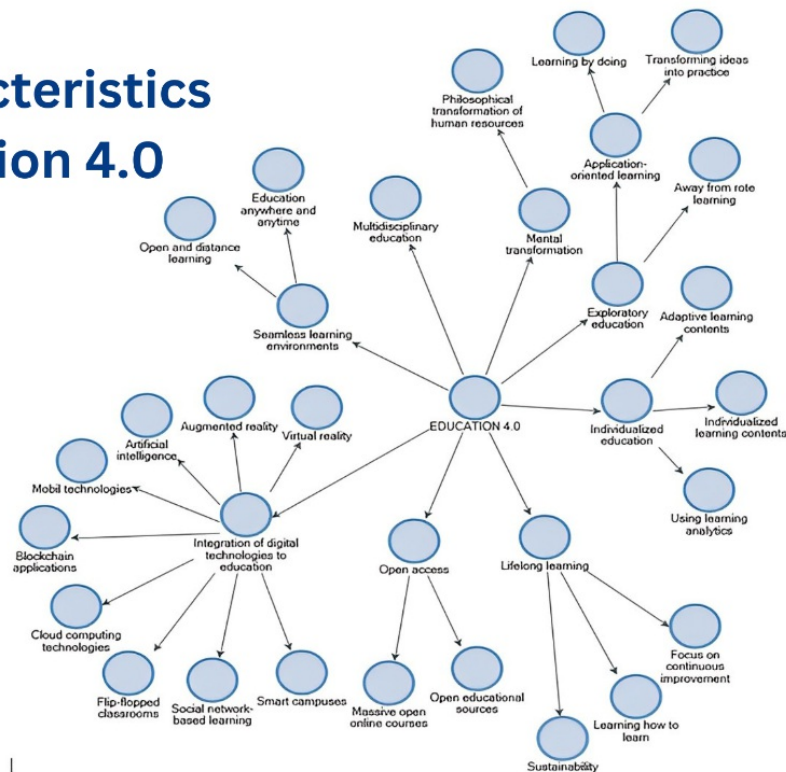 cteristics
ion 4.0
Learning by doing
Transforming ideas
into practice
Philosophical
transformation of
human resources
Application-
oriented learning
Away from rote
learning
Education
anywhere and
anytime
Open and distance
learning
Multidisciplinary
education
Mental
transformation
Exploratory
education
Adaptive learning
contents
Seamless learning
environments
EDUCATION 4.0
Individualized
education
Individualized
learning contents
Using learning
analytics
Augmented reality
Virtual reality
Artificial
intelligence
Mobil technologies
Blockchain
applications
Integration of digital
technologies to
education
Cloud computing
technologies
Flip-flopped
classrooms
Social network-
based learning
Smart campuses
Open access
Massive open
online courses
Open educational
sources
Lifelong learning
Focus on
continuous
improvement
Learning how to
learn
Sustainability